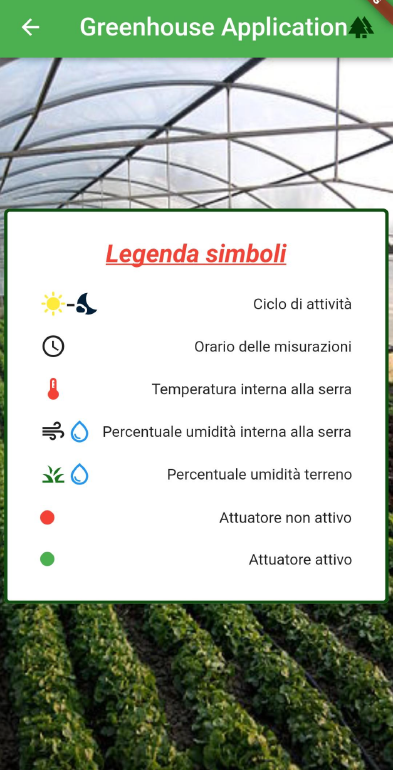 Greenhouse Application
Legenda simboli
Ciclo di attività
Orario delle misurazioni
Temperatura interna alla serra
Percentuale umidità interna alla serra
Percentuale umidità terreno
Attuatore non attivo
Attuatore attivo